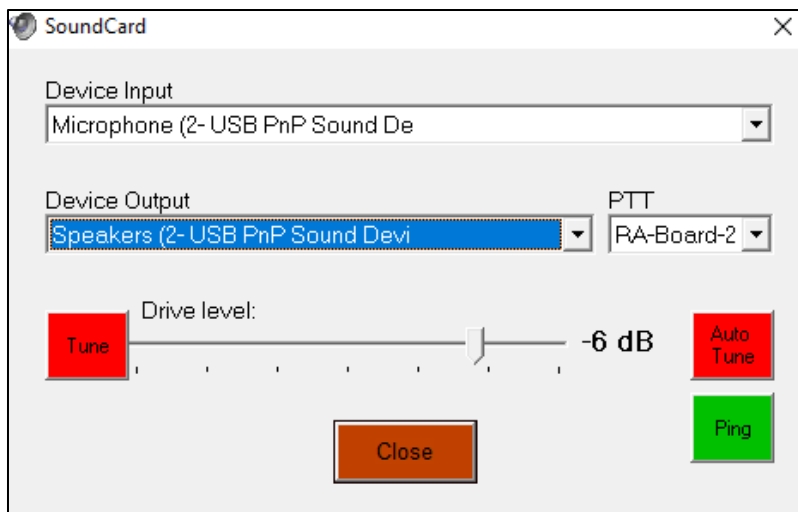 SoundCard
Device Input
Microphone (2- USB PnP Sound De
Device Output
PTT
Speakers (2- USB PnP Sound Devi
RA-Board-2
Drive level:
Tune
-6 dB
Auto
Tune
Ping
Close